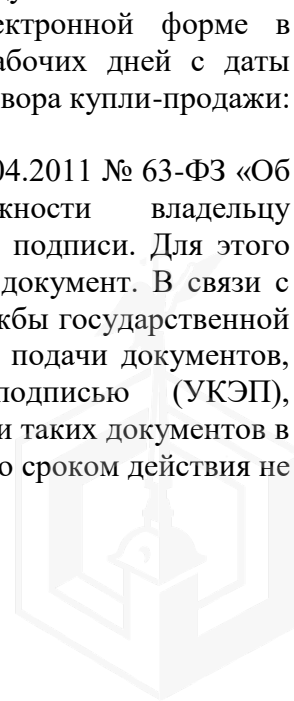 ектронной форме в
абочих дней с даты
вора купли-продажи:
04.2011 № 63-ФЗ «Об
жности владельцу
подписи. Для этого
документ. В связи с
жбы государственной
подачи документов,
подписью (УКЭП),
и таких документов в
о сроком действия не